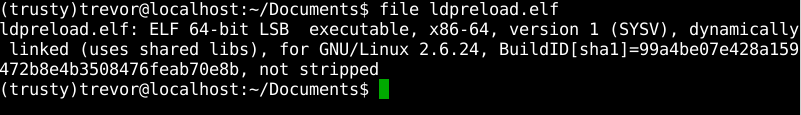 (trusty)trevor@localhost:~/Documents$ file ldpreload.elf
ldpreload.elf: ELF 64-bit LSB  executable, x86-64, version 1 (SYSV), dynamically
 linked (uses shared libs), for GNU/Linux 2.6.24, BuildID[sha1]=99a4be07e428a159
472b8e4b3508476feab70e8b, not stripped
(trusty)trevor@localhost:~/Documents$